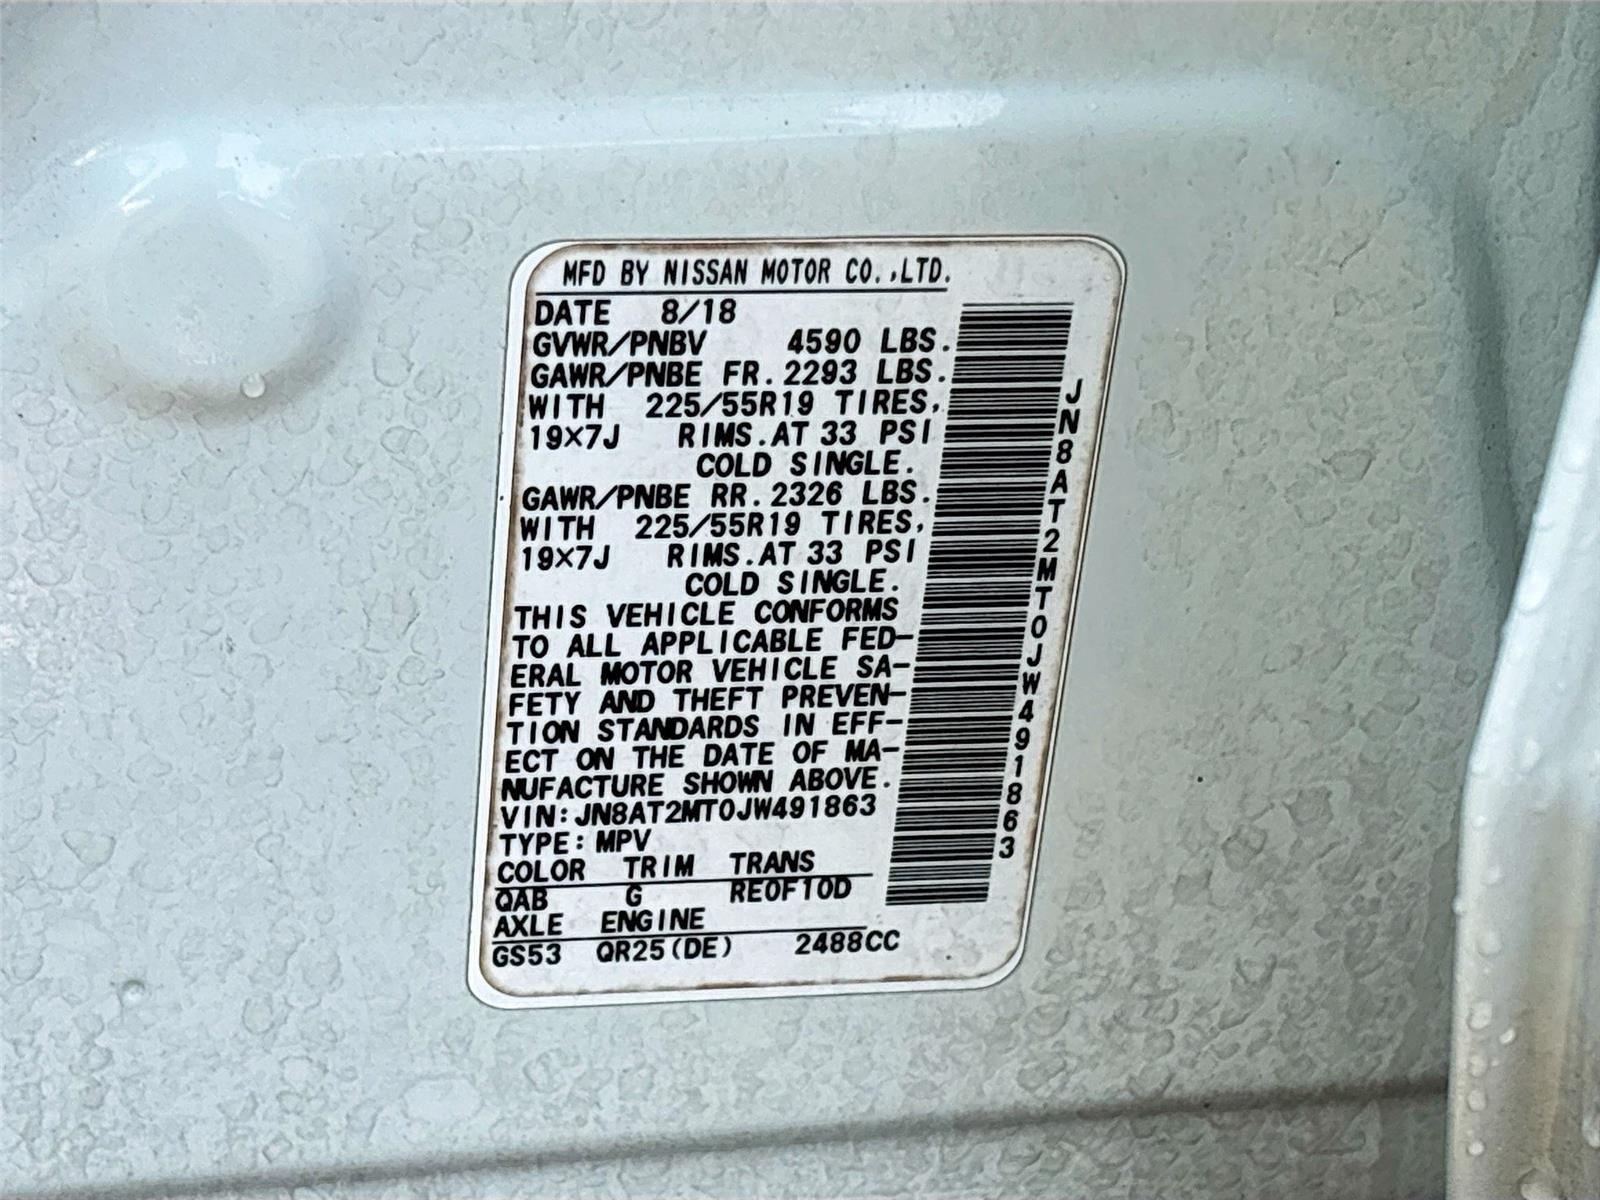 MFD BY NISSAN MOTOR CO.,LTD.
DATE 8/18
GVWR/PNBV 4590 LBS.
GAWR/PNBE FR. 2293 LBS.
WITH 225/55R19 TIRES,
19×7J RIMS.AT 33 PSI
COLD SINGLE.
GAWR/PNBE RR. 2326 LBS.
WITH 225/55R19 TIRES,
19×7J RIMS.AT 33 PSI
COLD SINGLE.
THIS VEHICLE CONFORMS
TO ALL APPLICABLE FED-
ERAL MOTOR VEHICLE SA-
FETY AND THEFT PREVEN-
TION STANDARDS IN EFF-
ECT ON THE DATE OF MA-
NUFACTURE SHOWN ABOVE.
VIN:JN8AT2MT0JW491863
TYPE:MPV
COLOR TRIM TRANS
QAB G RE0F10D
AXLE ENGINE
GS53 QR25(DE) 2488CC
JN8AT2MT0JW491863